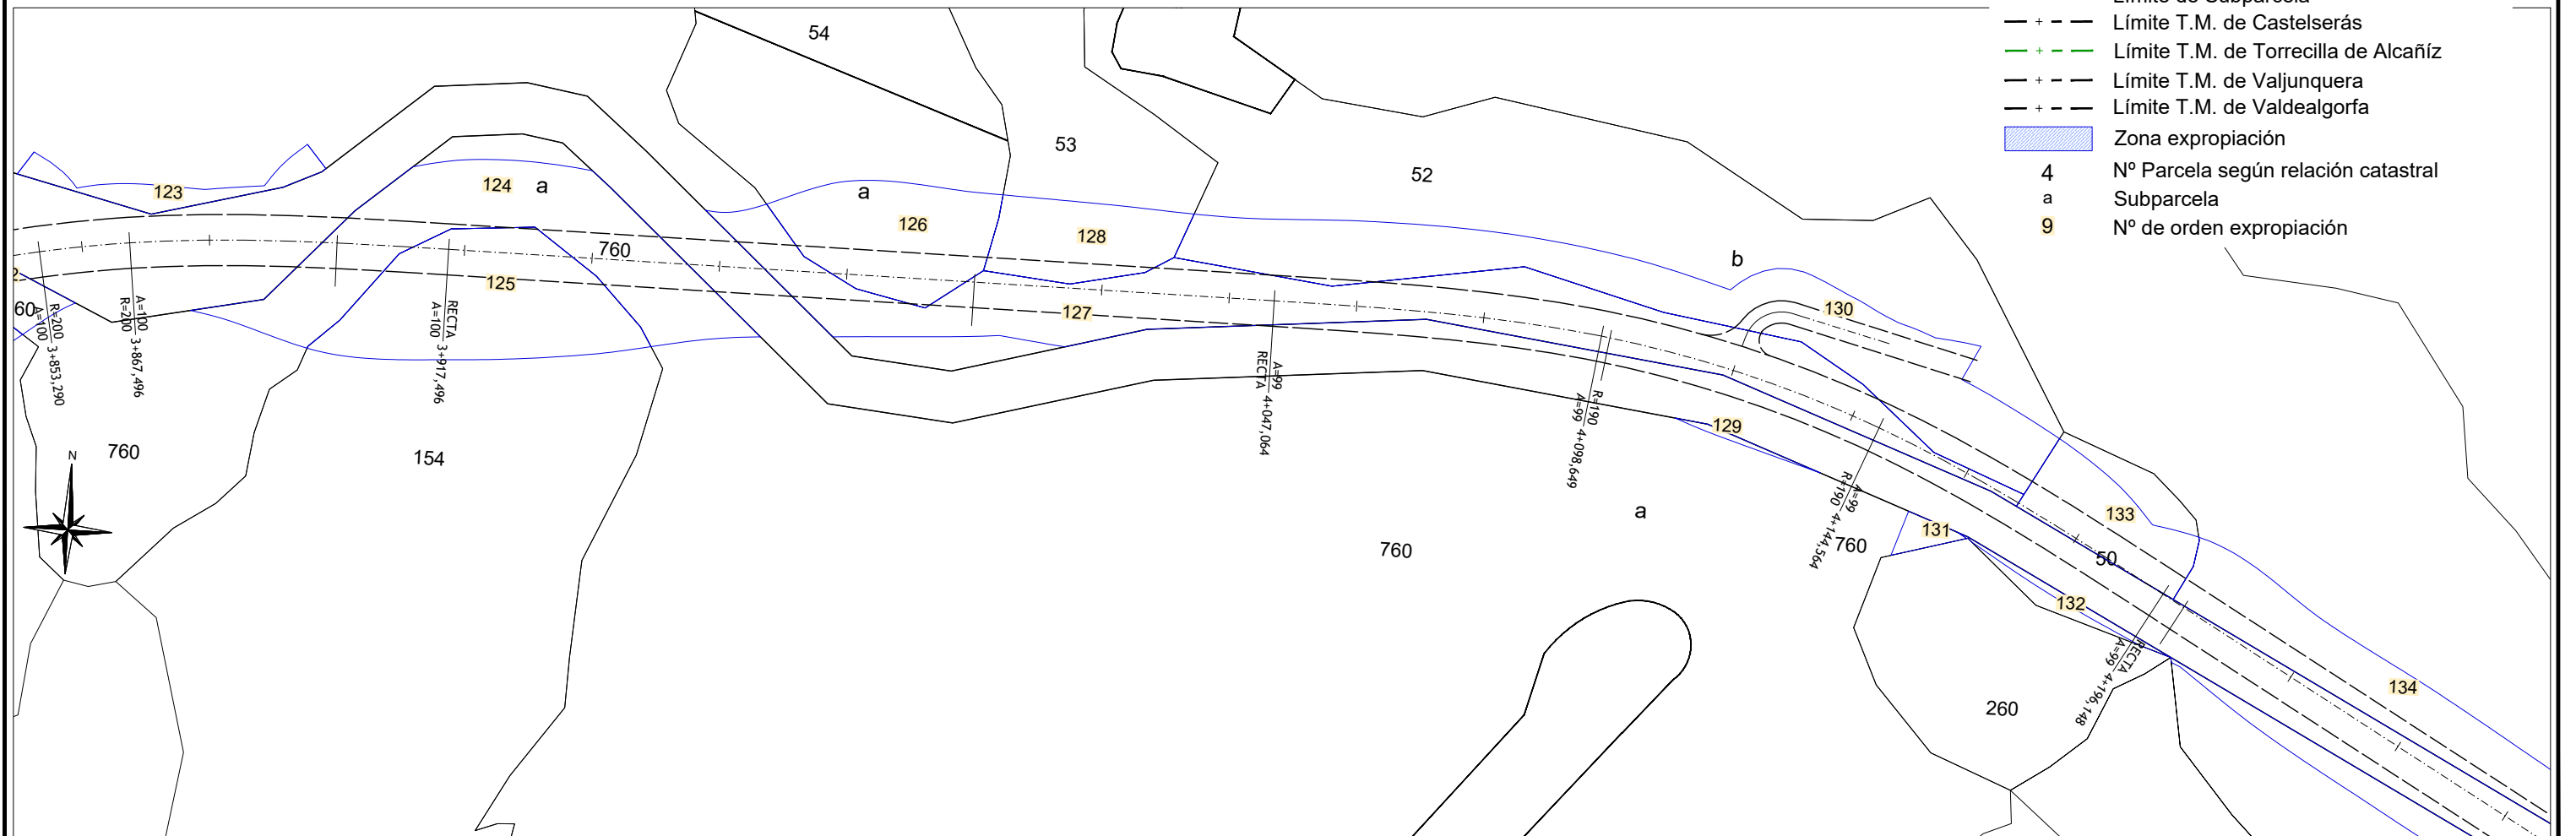 Límite de Subparcela
Límite T.M. de Castelserás
Límite T.M. de Torrecilla de Alcañíz
Límite T.M. de Valjunquera
Límite T.M. de Valdealgorfa
Zona expropiación
4 Nº Parcela según relación catastral
a Subparcela
9 Nº de orden expropiación
54
53
52
123
124 a
a
126
128
760
b
125
127
130
A=100
R=200 3+853,290
R=200
A=100 3+867,496
A=100 3+917,496
RECTA
RECTA 4+047,064
A=99
A=99 4+098,649
R=190
R=190 4+144,564
A=99
A=99 4+196,148
RECTA
760
154
N
129
a
760
131
760
133
50
132
134
260